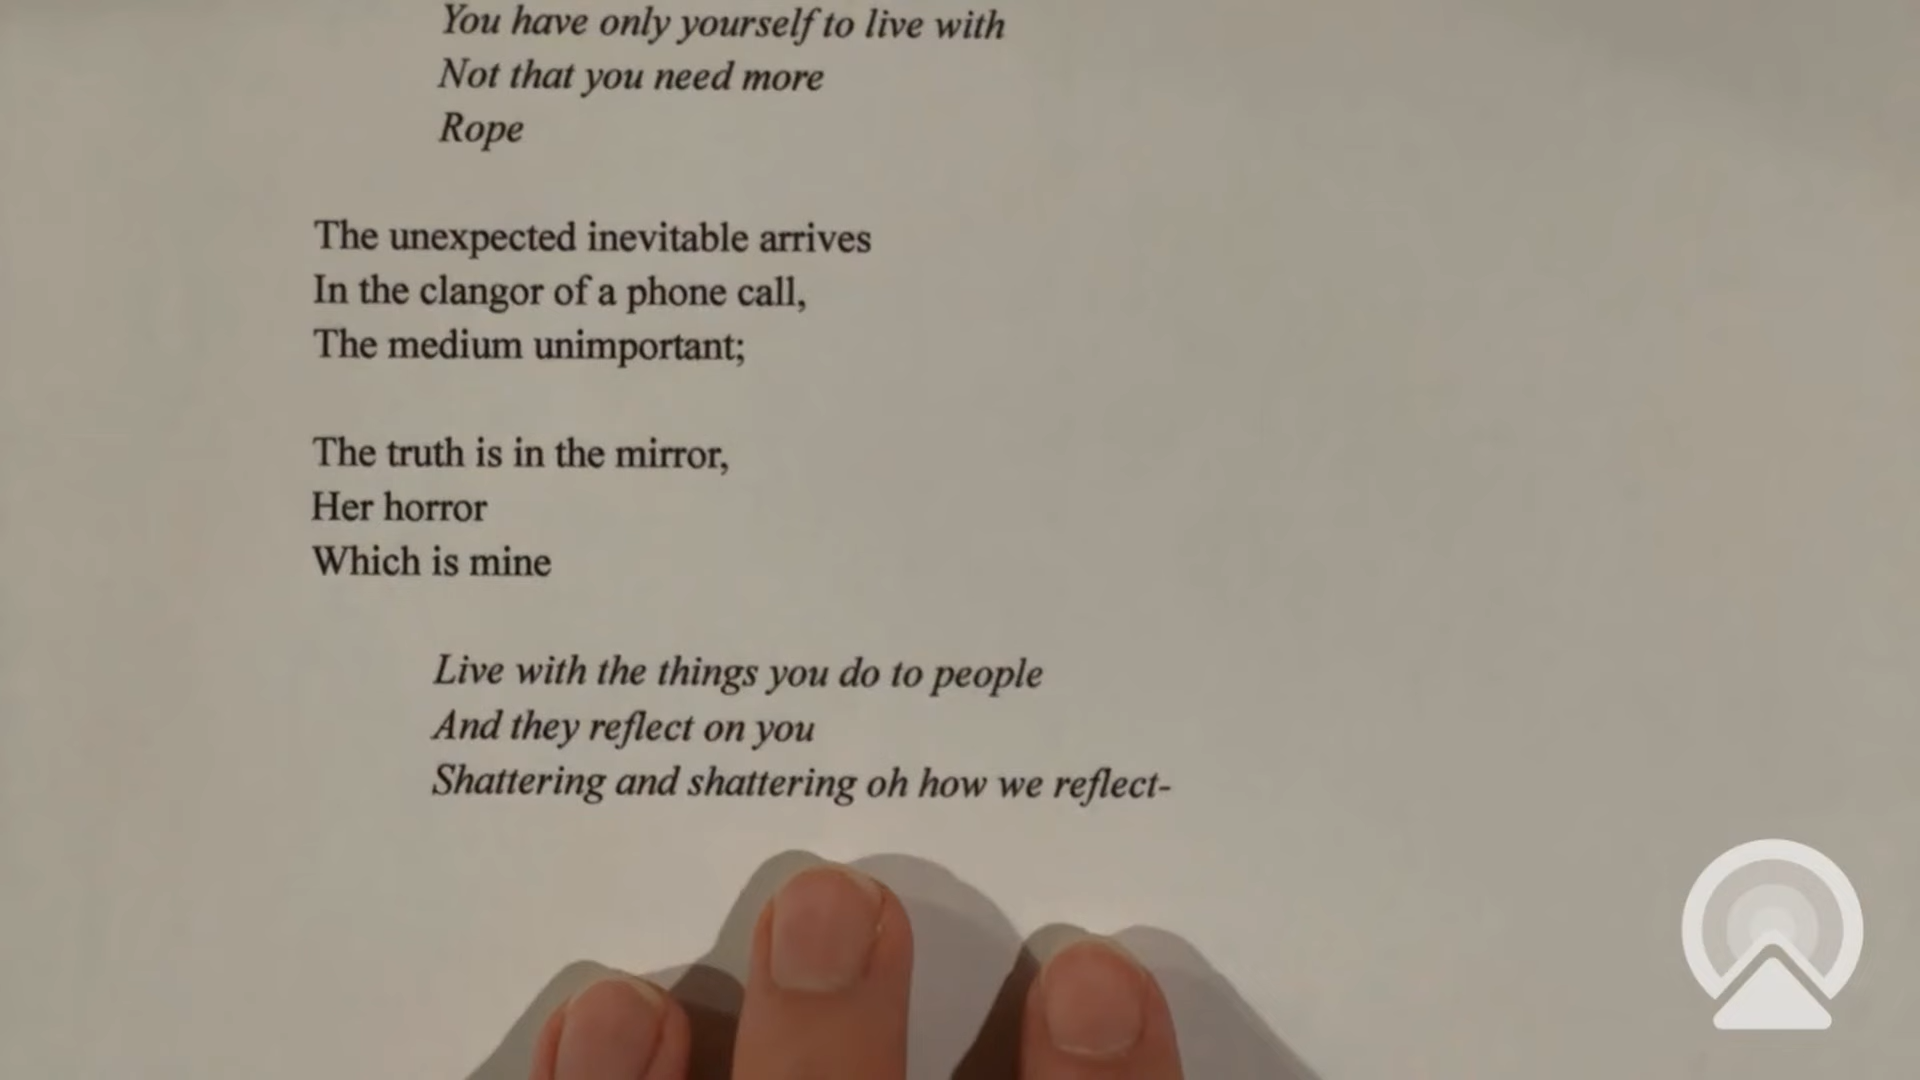 You have only yourself to live with
Not that you need more
Rope
The unexpected inevitable arrives
In the clangor of a phone call,
The medium unimportant;
The truth is in the mirror,
Her horror
Which is mine
Live with the things you do to people
And they reflect on you
Shattering and shattering oh how we reflect-